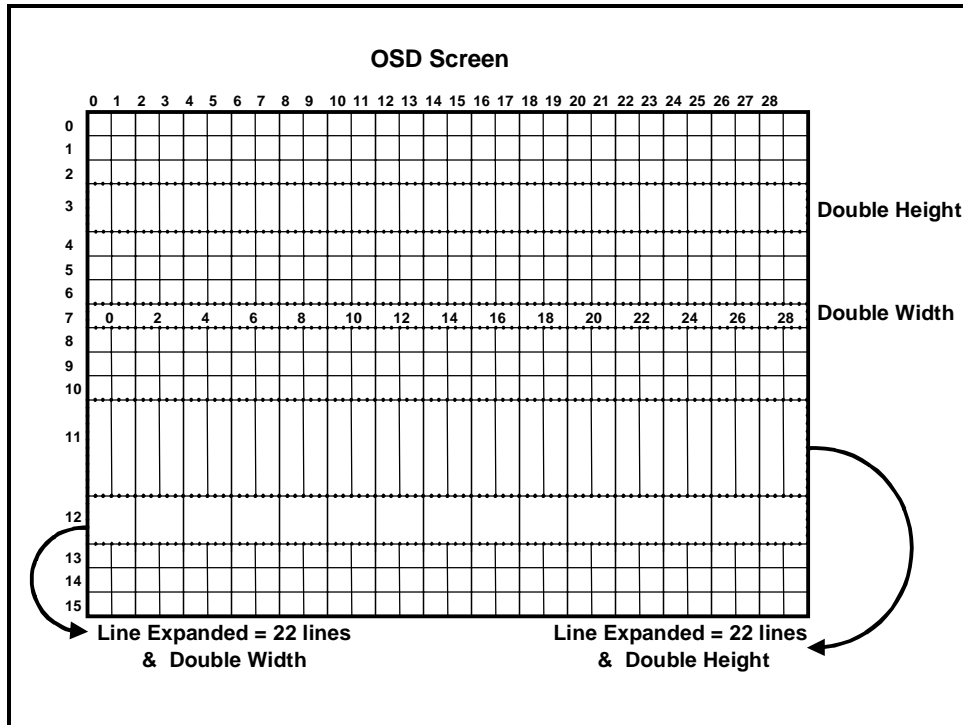 OSD Screen
0 1 2 3 4 5 6 7 8 9 10 11 12 13 14 15 16 17 18 19 20 21 22 23 24 25 26 27 28
0
1
2
3 Double Height
4
5
6
7 0 2 4 6 8 10 12 14 16 18 20 22 24 26 28 Double Width
8
9
10
11
12
13
14
15
Line Expanded = 22 lines Line Expanded = 22 lines
& Double Width & Double Height